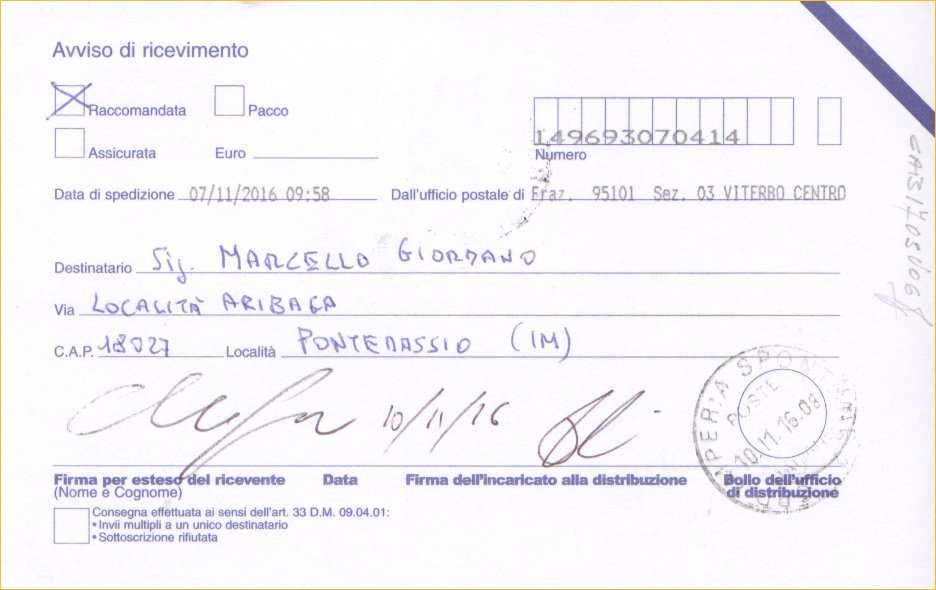 Avviso di ricevimento
Raccomandata Pacco
149693070414
Assicurata Euro Numero
Data di spedizione 07/11/2016 09:58 Dall'ufficio postale di Fraz. 95101 Sez. 03 VITERBO CENTRO
Destinatario Sig. MARCELLO GIORDANO
Via LOCALITÀ ARIBAGA
C.A.P. 18027 Località PONTEDASSIO (IM)
10/11/16
POSTE
10.11.16.09
Firma per esteso del ricevente Data Firma dell'incaricato alla distribuzione Bollo dell'ufficio
(Nome e Cognome) di distribuzione
Consegna effettuata ai sensi dell'art. 33 D.M. 09.04.01:
• Invii multipli a un unico destinatario
• Sottoscrizione rifiutata